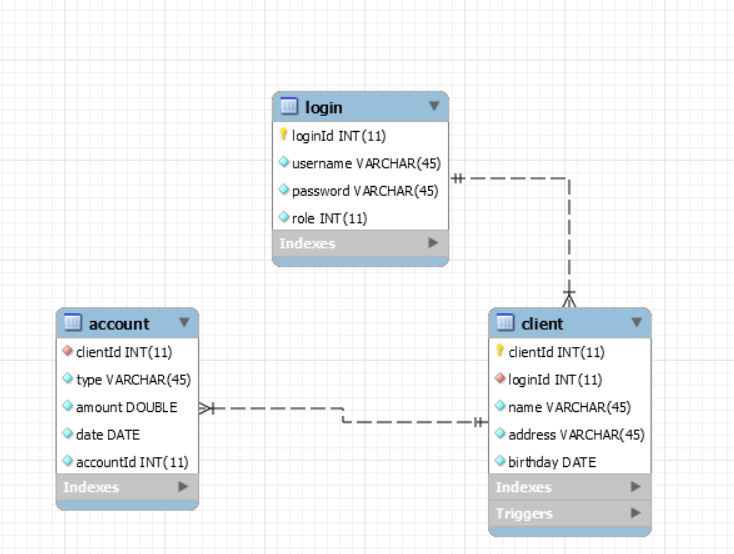 login
loginId INT(11)
username VARCHAR(45)
password VARCHAR(45)
role INT(11)
Indexes
account
clientId INT(11)
type VARCHAR(45)
amount DOUBLE
date DATE
accountId INT(11)
Indexes
client
clientId INT(11)
loginId INT(11)
name VARCHAR(45)
address VARCHAR(45)
birthday DATE
Indexes
Triggers